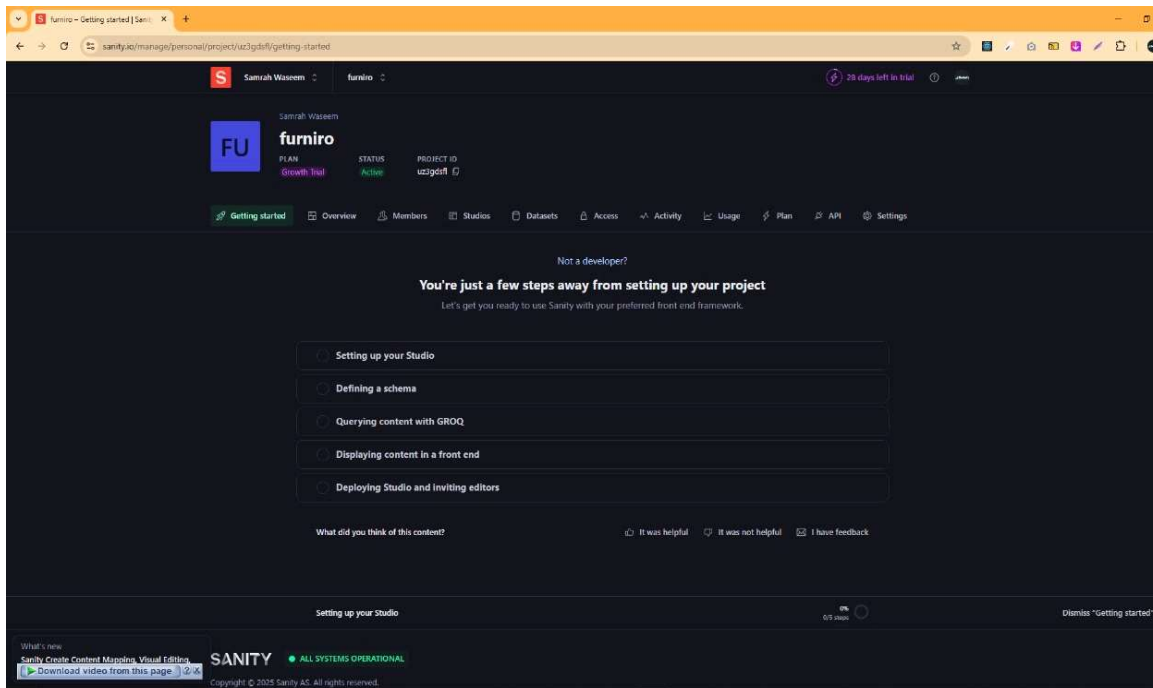 furniro – Getting started | Sani
sanity.io/manage/personal/project/uz3gdsfl/getting-started
S Samrah Waseem furniro 28 days left in trial
Samrah Waseem
FU furniro
PLAN STATUS PROJECT ID
Growth Trial Active uz3gdsfl
Getting started Overview Members Studios Datasets Access Activity Usage Plan API Settings
Not a developer?
You're just a few steps away from setting up your project
Let's get you ready to use Sanity with your preferred front end framework.
Setting up your Studio
Defining a schema
Querying content with GROQ
Displaying content in a front end
Deploying Studio and inviting editors
What did you think of this content? It was helpful It was not helpful I have feedback
Setting up your Studio 0% Dismiss "Getting started"
0/5 steps
What's new
Sanity Create Content Mapping, Visual Editing,
Download video from this page ? X
SANITY ALL SYSTEMS OPERATIONAL
Copyright © 2025 Sanity AS. All rights reserved.